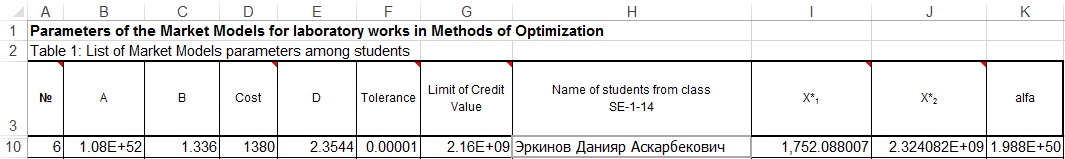 A B C D E F G H I J K
1 Parameters of the Market Models for laboratory works in Methods of Optimization
2 Table 1: List of Market Models parameters among students
3 № A B Cost D Tolerance Limit of Credit Value Name of students from class SE-1-14 X*₁ X*₂ alfa
10 6 1.08E+52 1.336 1380 2.3544 0.00001 2.16E+09 Эркинов Данияр Аскарбекович 1,752.088007 2.324082E+09 1.988E+50